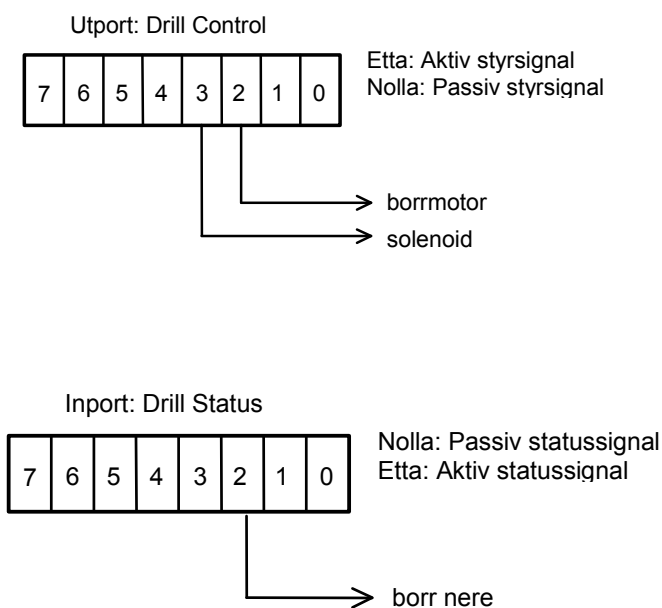 Utport: Drill Control
Etta: Aktiv styrsignal
Nolla: Passiv styrsignal
7 6 5 4 3 2 1 0
borrmotor
solenoid
Inport: Drill Status
Nolla: Passiv statussignal
Etta: Aktiv statussignal
7 6 5 4 3 2 1 0
borr nere